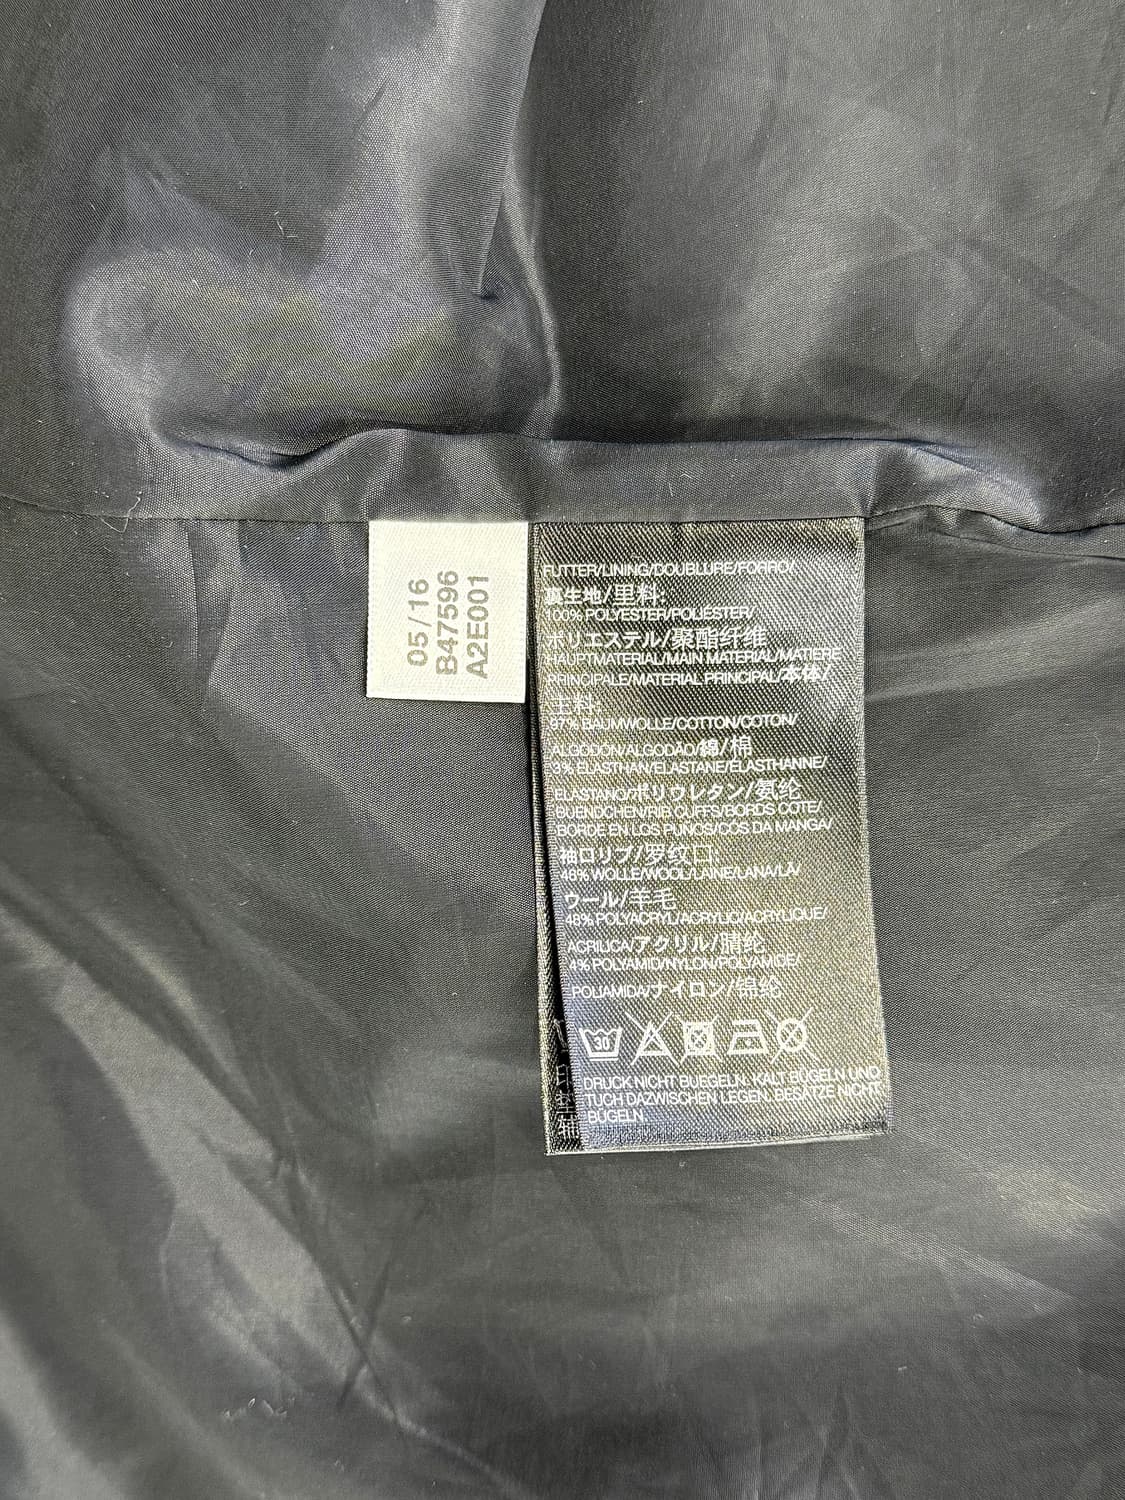 05/16
B47596
A2E001
FUTTER/LINING/DOUBLURE/FORRO/
裏生地/里料:
100% POLYESTER/POLIESTER/
ポリエステル/聚酯纤维
HAUPTMATERIAL/MAIN MATERIAL/MATIERE
PRINCIPALE/MATERIAL PRINCIPAL/本体/
主料:
97% BAUMWOLLE/COTTON/COTON/
ALGODON/ALGODÃO/綿/棉
3% ELASTHAN/ELASTANE/ELASTHANNE/
ELASTANO/ポリウレタン/氨纶
BUENDCHEN/RIB CUFFS/BORDS COTE/
BORDE EN LOS PUNOS/COS DA MANGA/
袖口リブ/罗纹口:
48% WOLLE/WOOL/LAINE/LANA/LÃ/
ウール/羊毛
48% POLYACRYL/ACRYLIC/ACRYLIQUE/
ACRILICA/アクリル/腈纶
4% POLYAMID/NYLON/POLYAMIDE/
POLIAMIDA/ナイロン/锦纶
30
DRUCK NICHT BUEGELN. KALT BÜGELN UND
TUCH DAZWISCHEN LEGEN. BESÄTZE NICHT
BÜGELN.